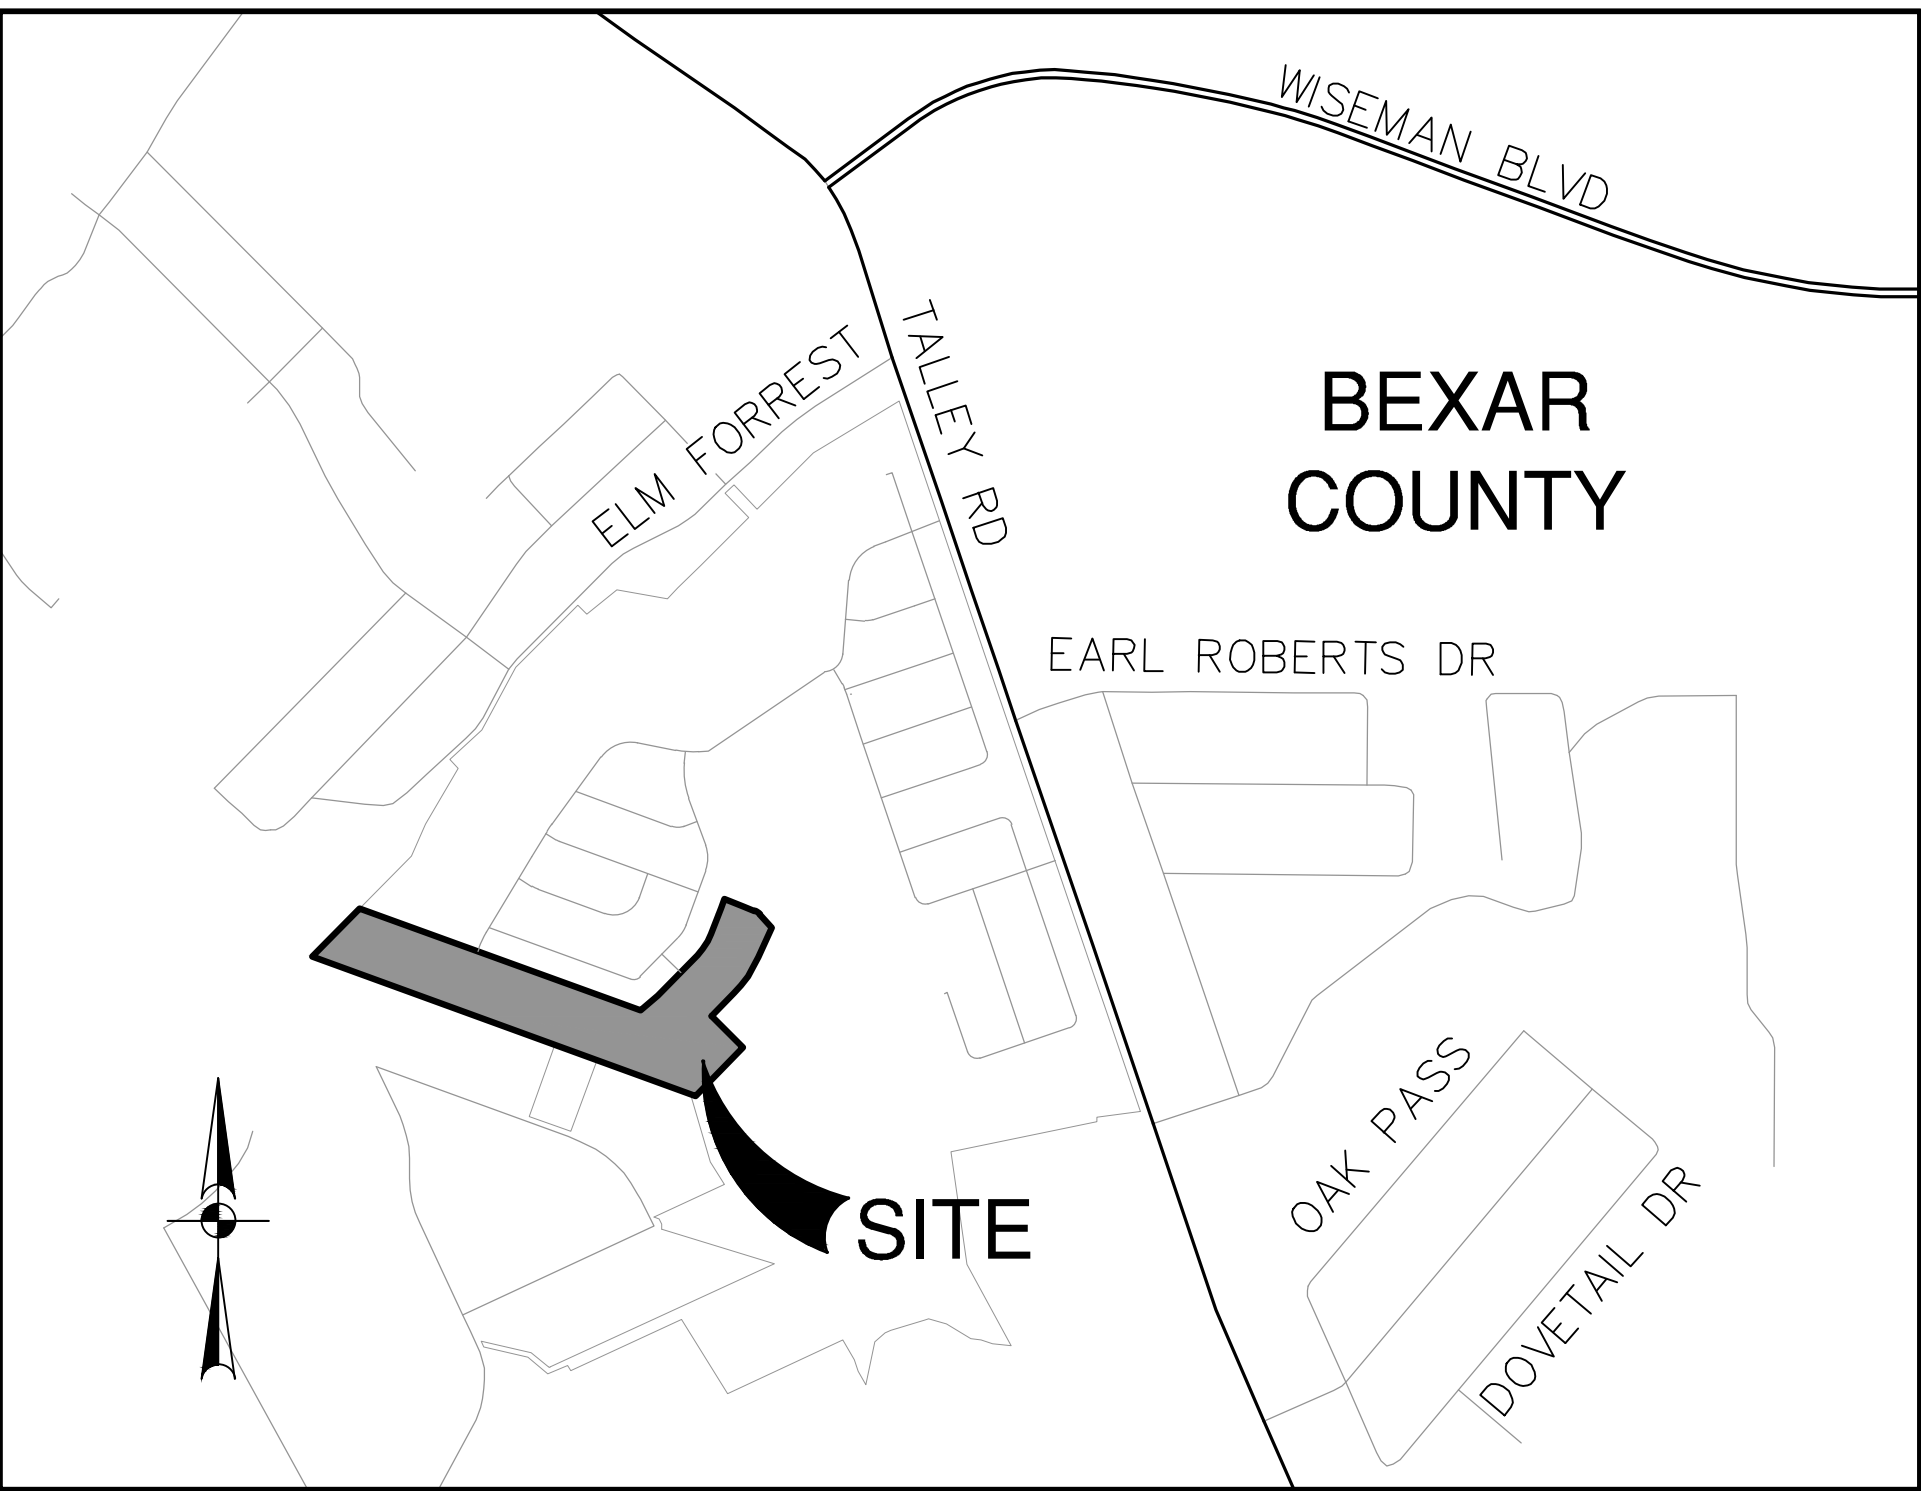 WISEMAN BLVD
TALLEY RD
ELM FORREST
BEXAR
COUNTY
EARL ROBERTS DR
OAK PASS
DOVETAIL DR
SITE